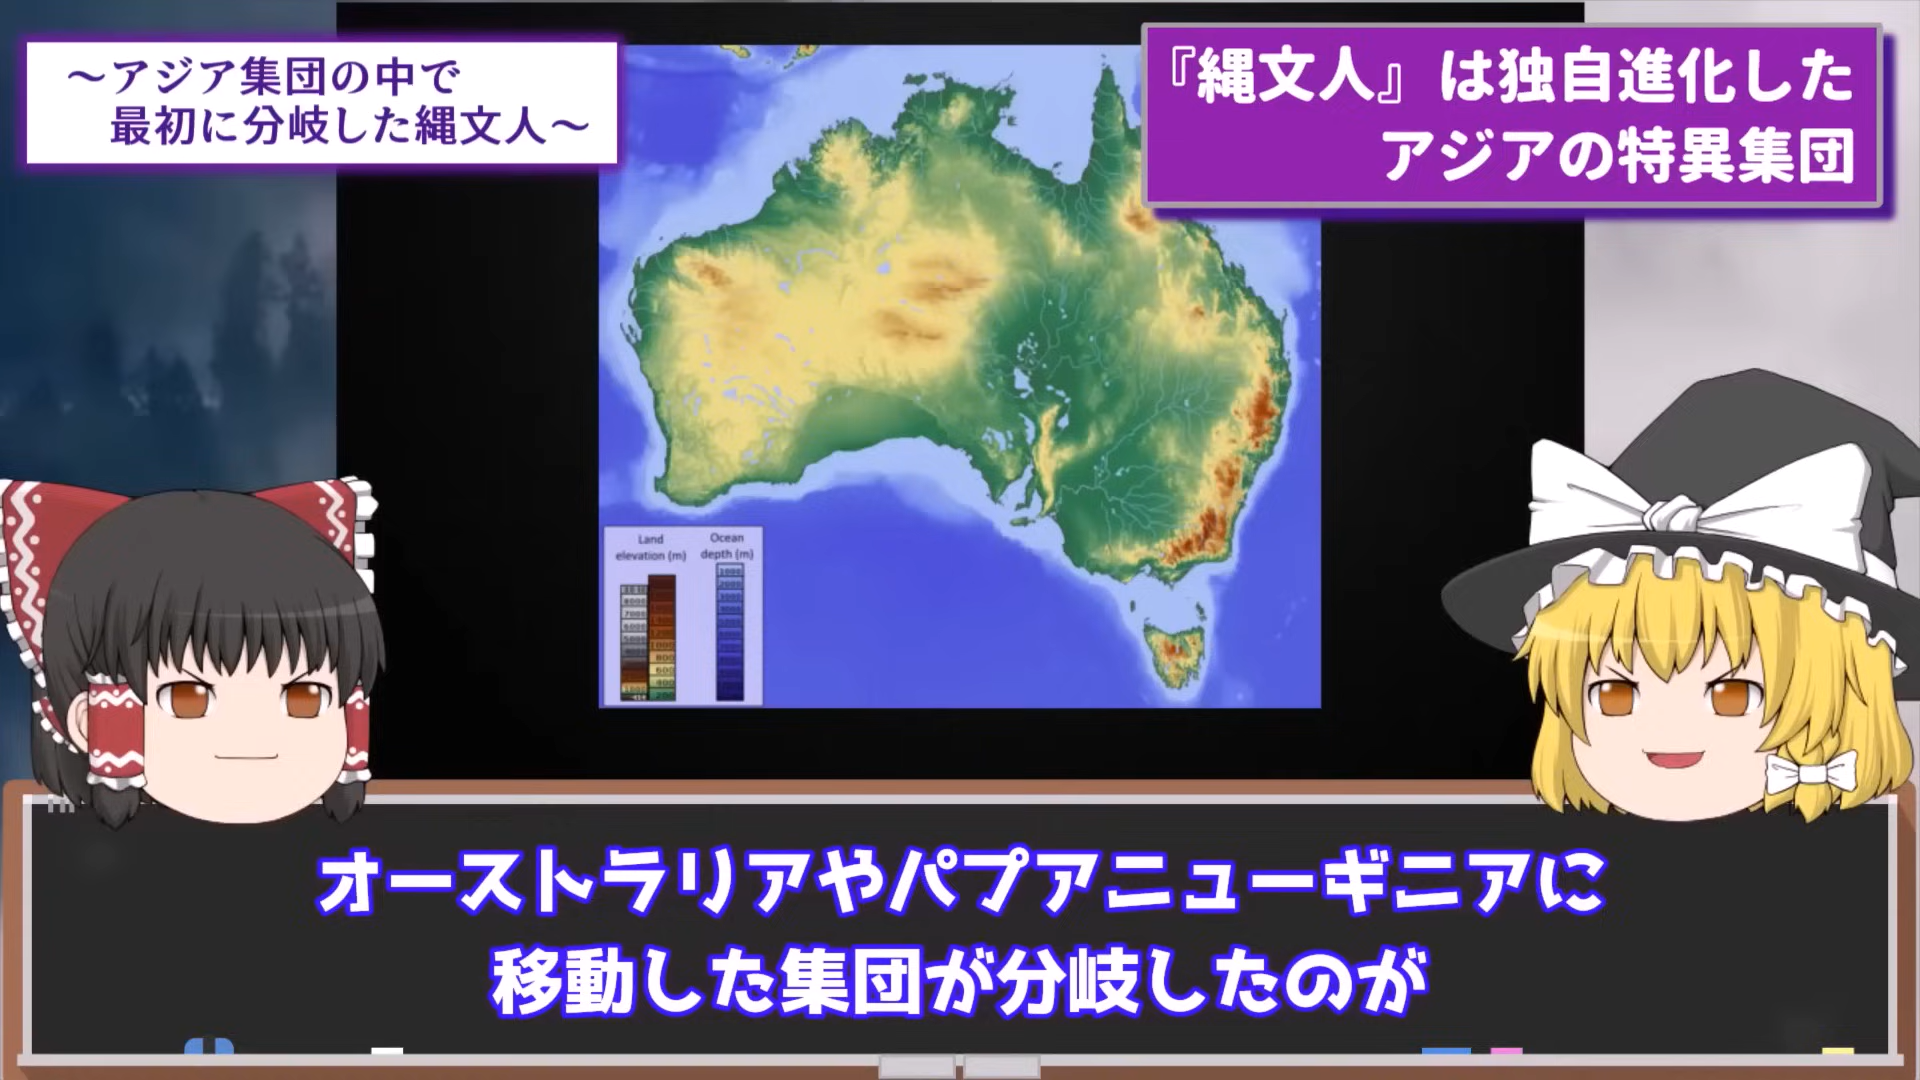 ～アジア集団の中で
最初に分岐した縄文人～
『縄文人』は独自進化した
アジアの特異集団
Land
elevation (m)
Ocean
depth (m)
オーストラリアやパプアニューギニアに
移動した集団が分岐したのが